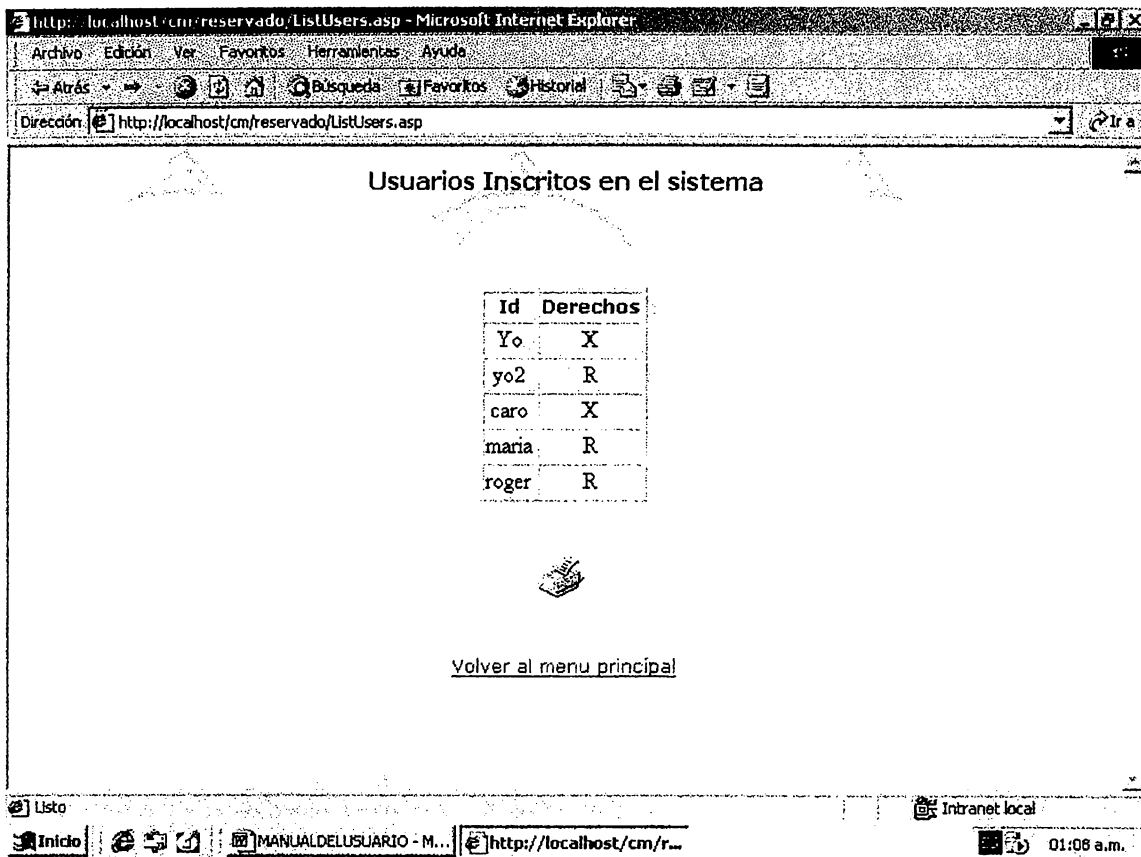 http://localhost/cm/reservado/ListUsers.asp - Microsoft Internet Explorer
Archivo Edición Ver Favoritos Herramientas Ayuda
Atrás Búsqueda Favoritos Historial
Dirección http://localhost/cm/reservado/ListUsers.asp Ir a
Usuarios Inscritos en el sistema
Id Derechos
Yo X
yo2 R
caro X
maria R
roger R
Volver al menu principal
Listo Intranet local
Inicio MANUALDELUSUARIO - M... http://localhost/cm/r... 01:08 a.m.